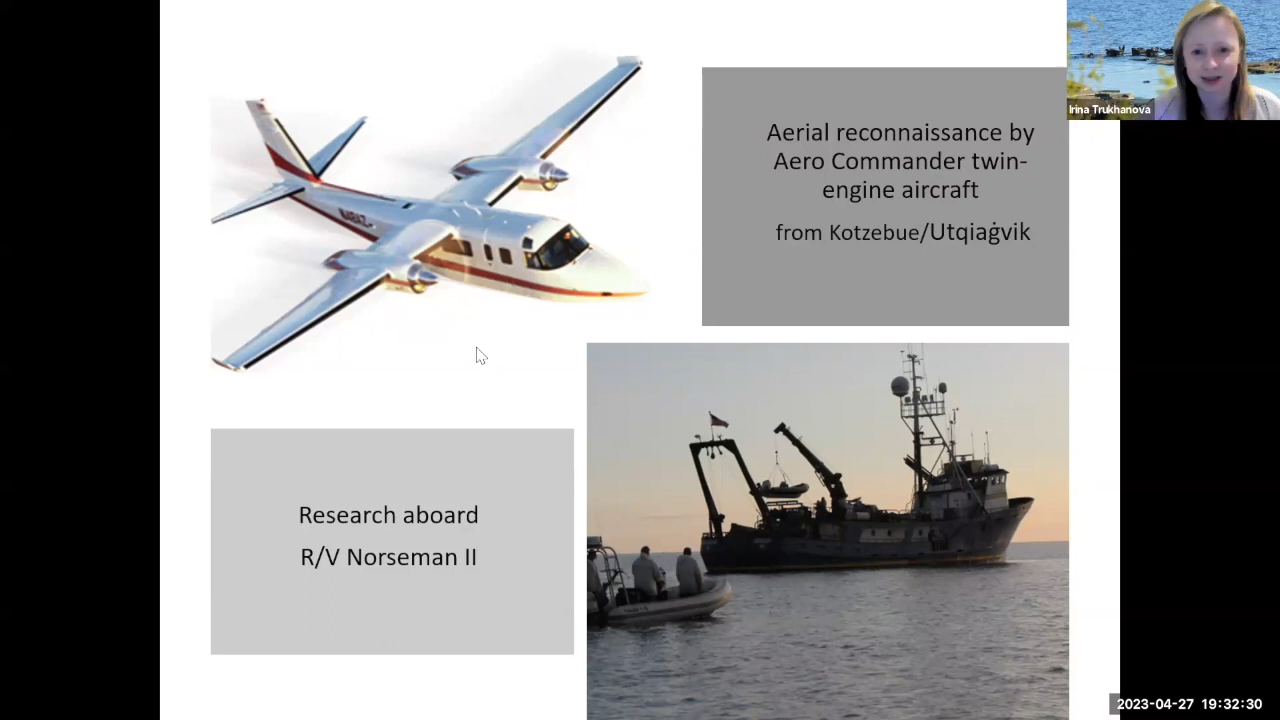 Irina Trukhanova
Aerial reconnaissance by
Aero Commander twin-
engine aircraft
from Kotzebue/Utqiaġvik
Research aboard
R/V Norseman II
2023-04-27 19:32:30